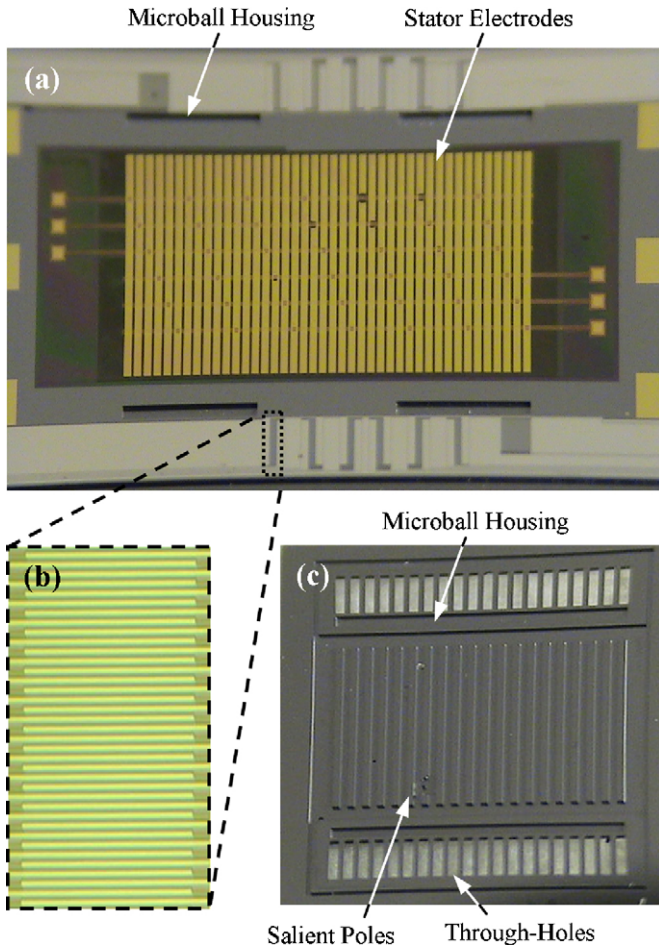 Microball Housing
Stator Electrodes
(a)
(b)
Microball Housing
(c)
Salient Poles
Through-Holes